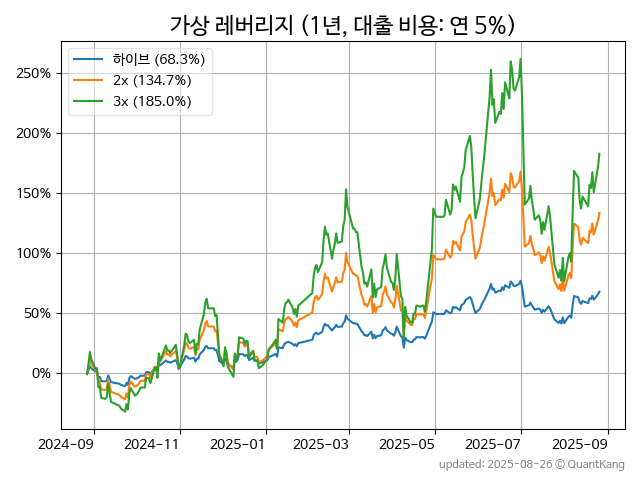 가상 레버리지 (1년, 대출 비용: 연 5%)
하이브 (68.3%)
2x (134.7%)
3x (185.0%)
250%
200%
150%
100%
50%
0%
2024-09 2024-11 2025-01 2025-03 2025-05 2025-07 2025-09
updated: 2025-08-26 © QuantKang